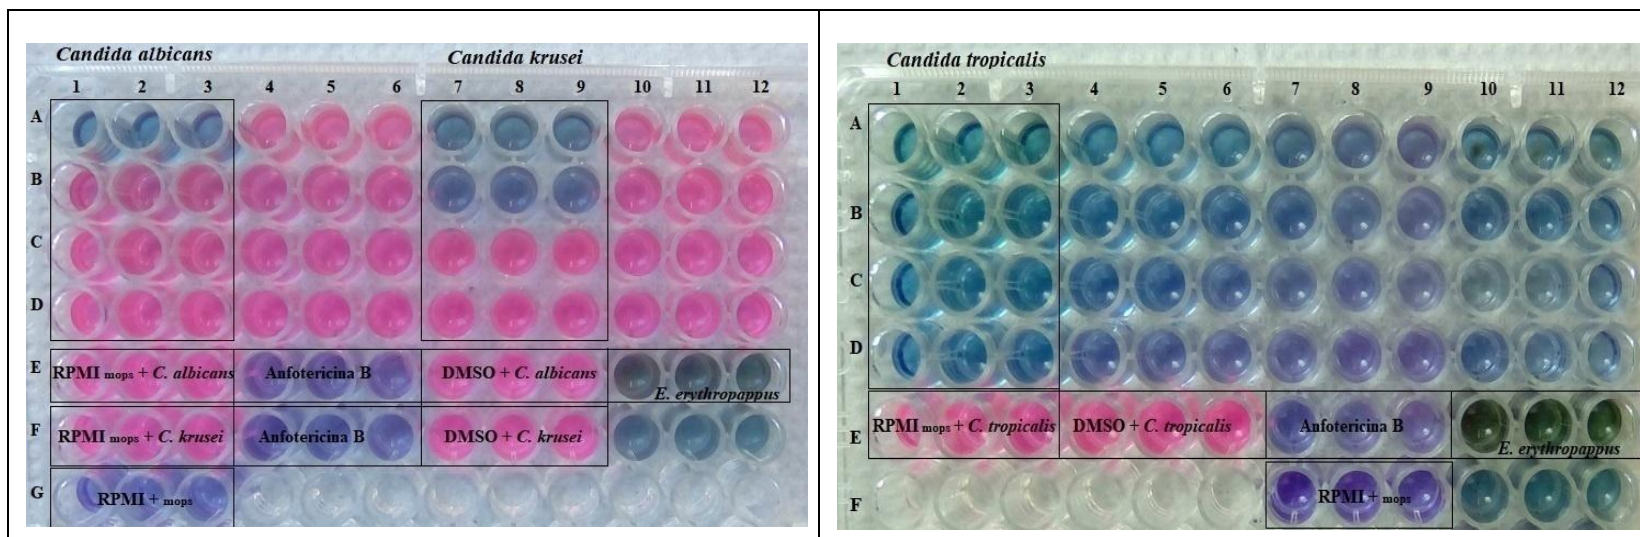 Candida albicans
Candida krusei
1 2 3 4 5 6 7 8 9 10 11 12
A
B
C
D
E RPMI mops + C. albicans Anfotericina B DMSO + C. albicans E. erythropappus
F RPMI mops + C. krusei Anfotericina B DMSO + C. krusei
G RPMI + mops
Candida tropicalis
1 2 3 4 5 6 7 8 9 10 11 12
A
B
C
D
E RPMI mops + C. tropicalis DMSO + C. tropicalis Anfotericina B E. erythropappus
F RPMI + mops